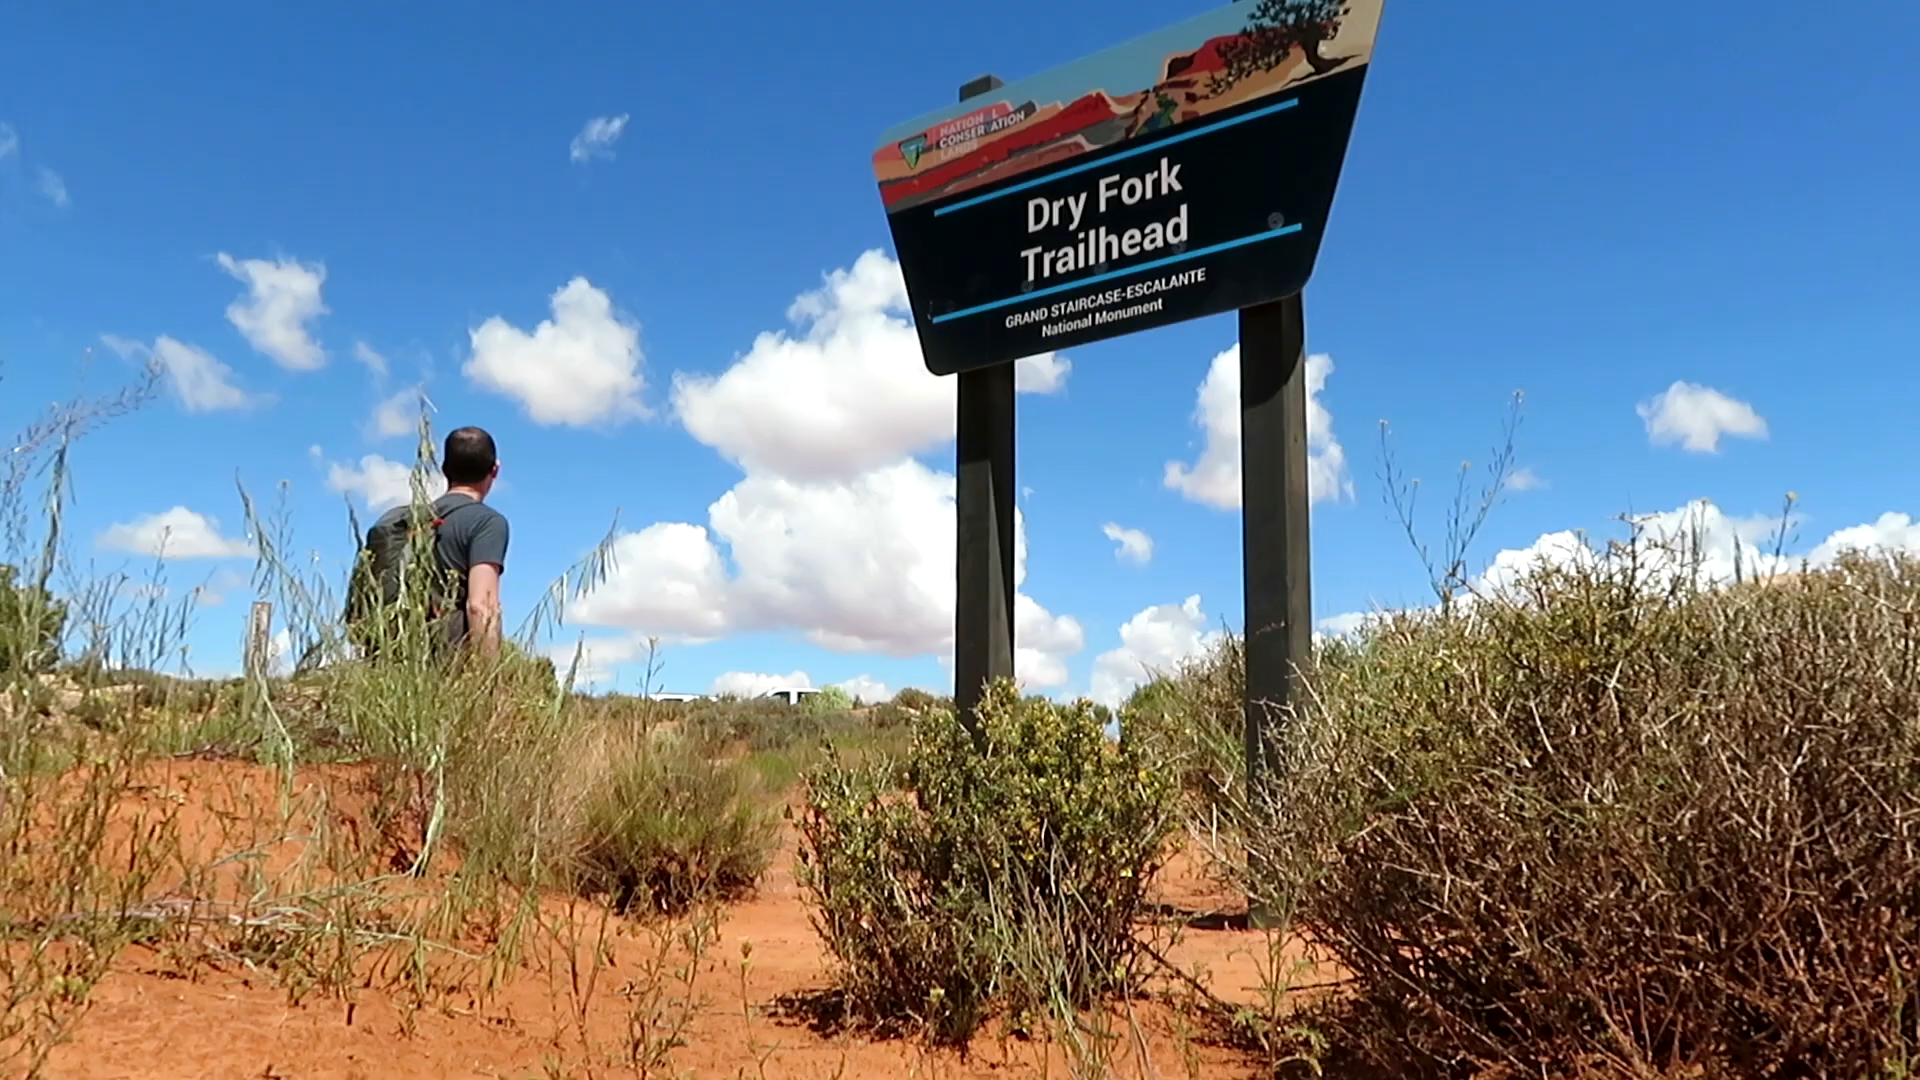 NATIONAL
CONSERVATION
LANDS
Dry Fork
Trailhead
GRAND STAIRCASE-ESCALANTE
National Monument